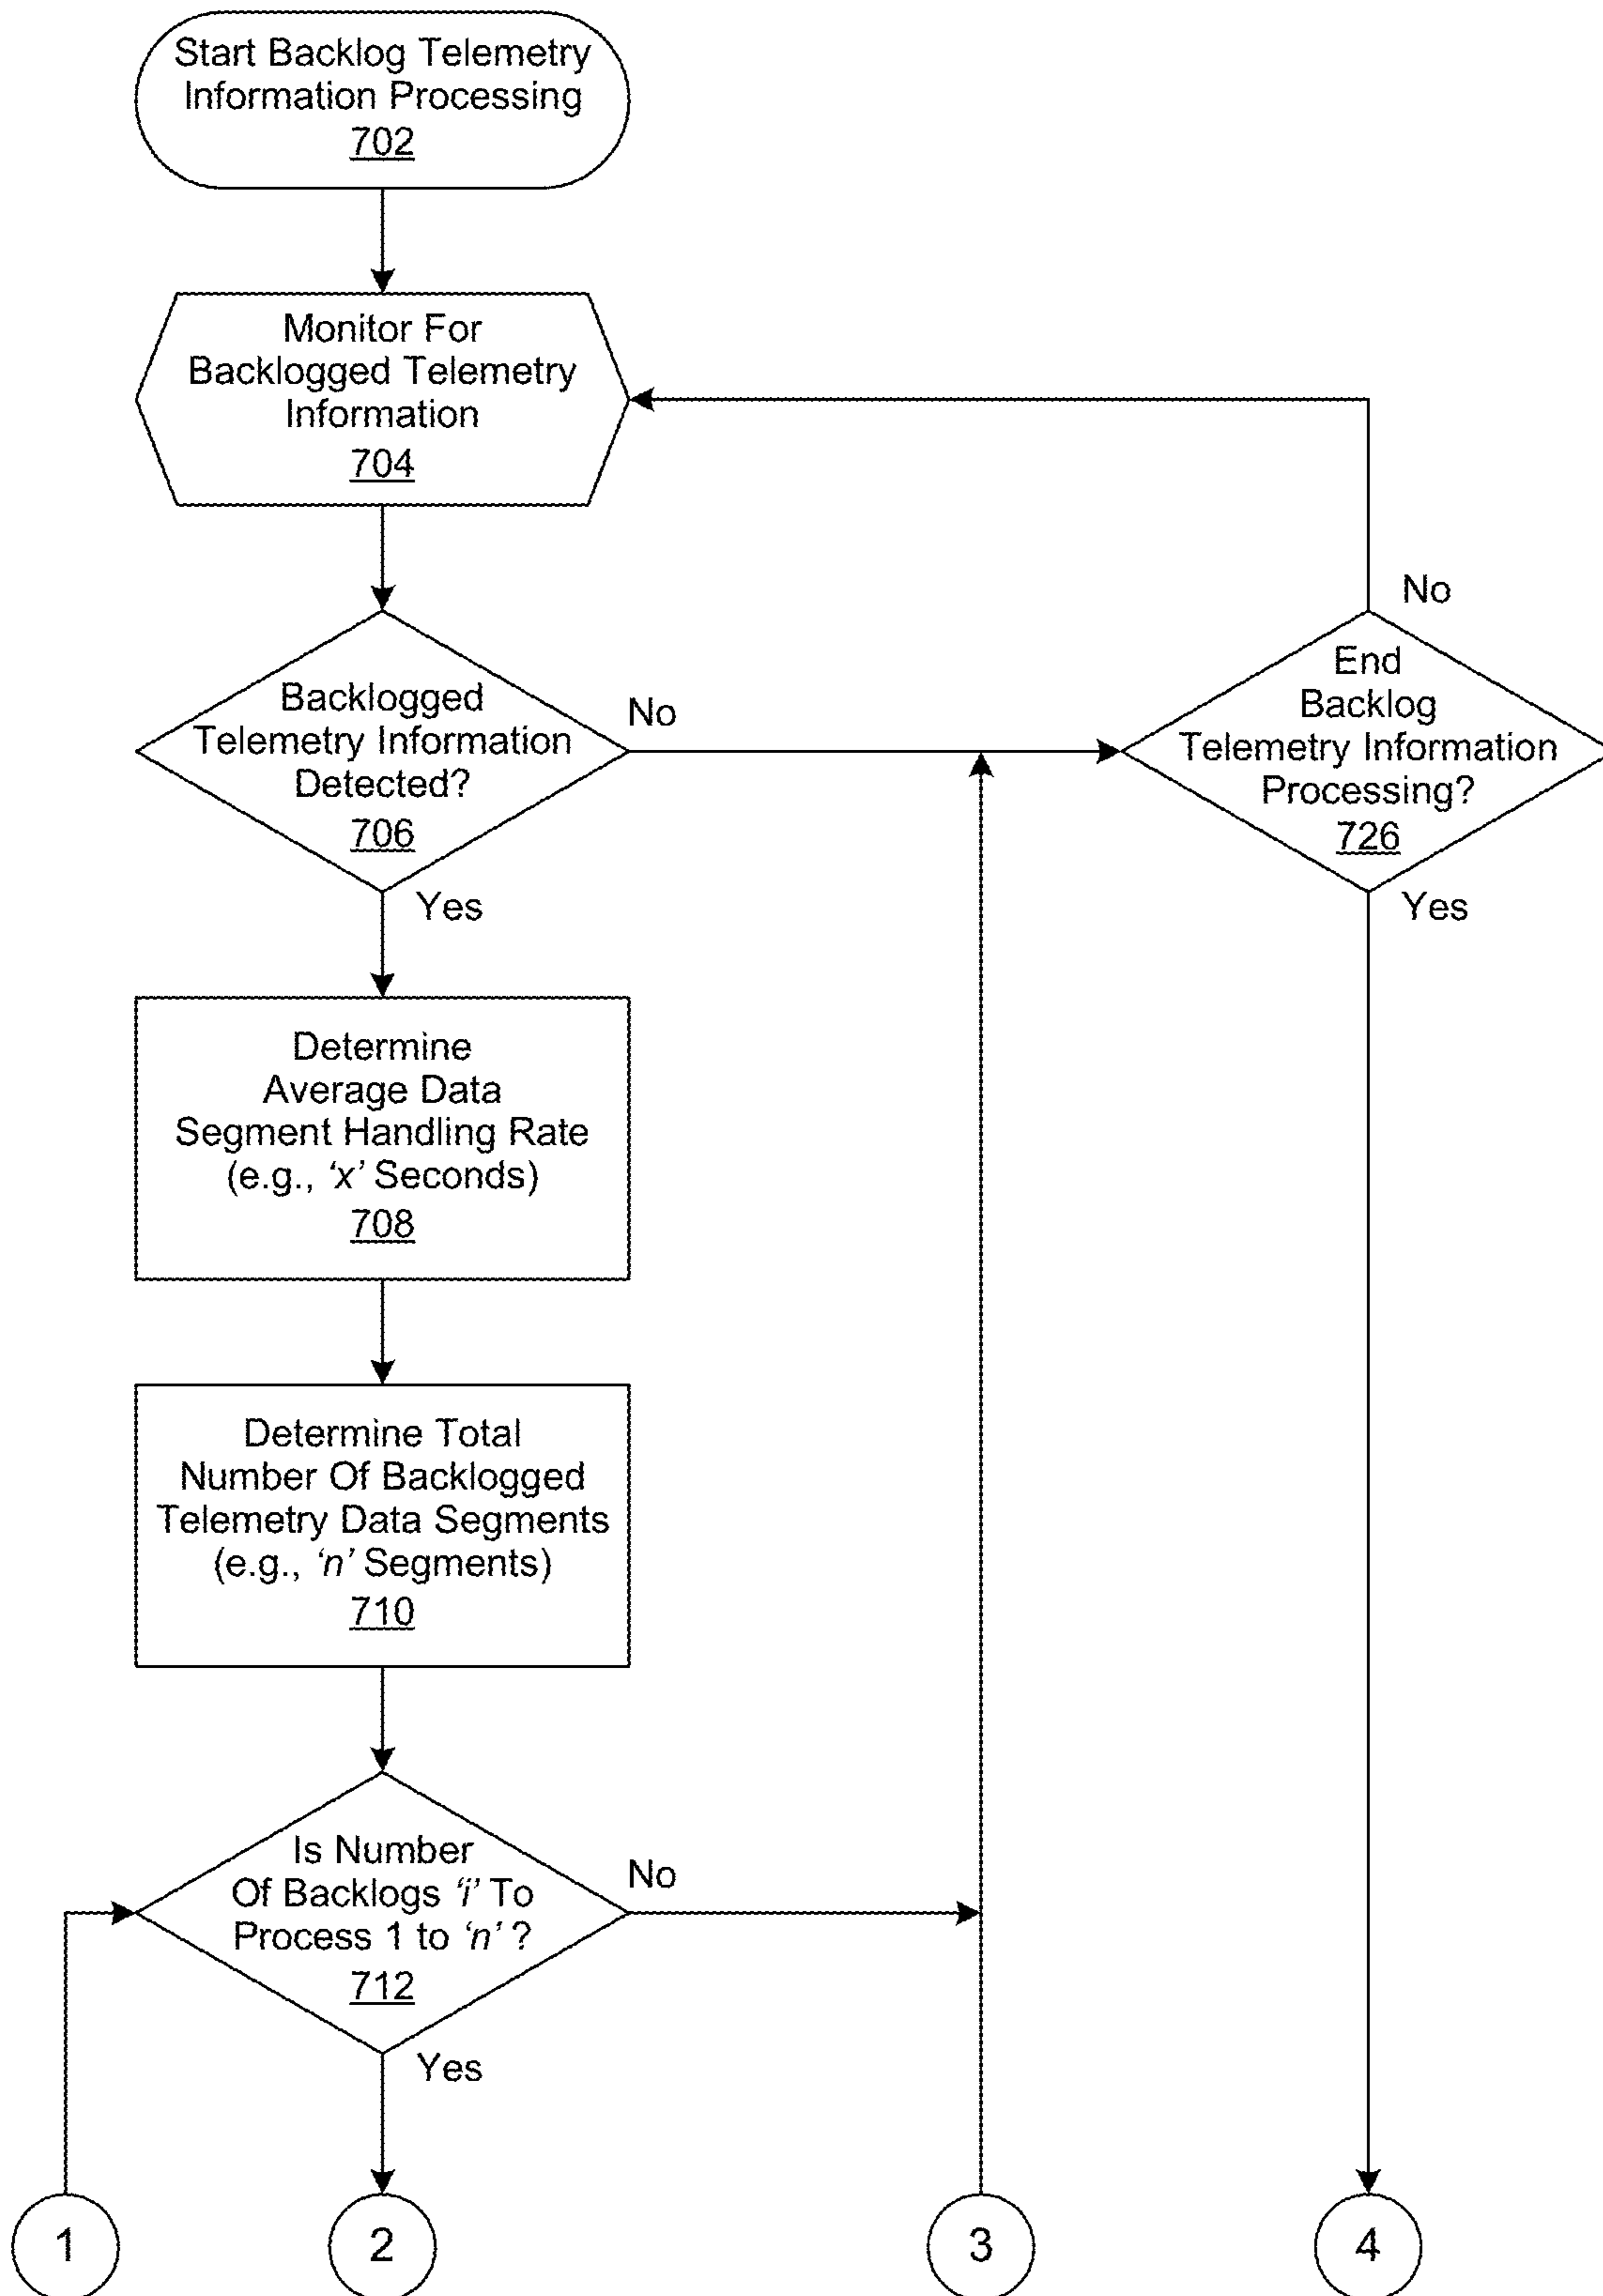 Start Backlog Telemetry
Information Processing
702
Monitor For
Backlogged Telemetry
Information
704
No
Backlogged
Telemetry Information
Detected?
706
No
End
Backlog
Telemetry Information
Processing?
726
Yes
Yes
Determine
Average Data
Segment Handling Rate
(e.g., ‘x’ Seconds)
708
Determine Total
Number Of Backlogged
Telemetry Data Segments
(e.g., ‘n’ Segments)
710
Is Number
Of Backlogs ‘i’ To
Process 1 to ‘n’ ?
712
No
Yes
1
2
3
4